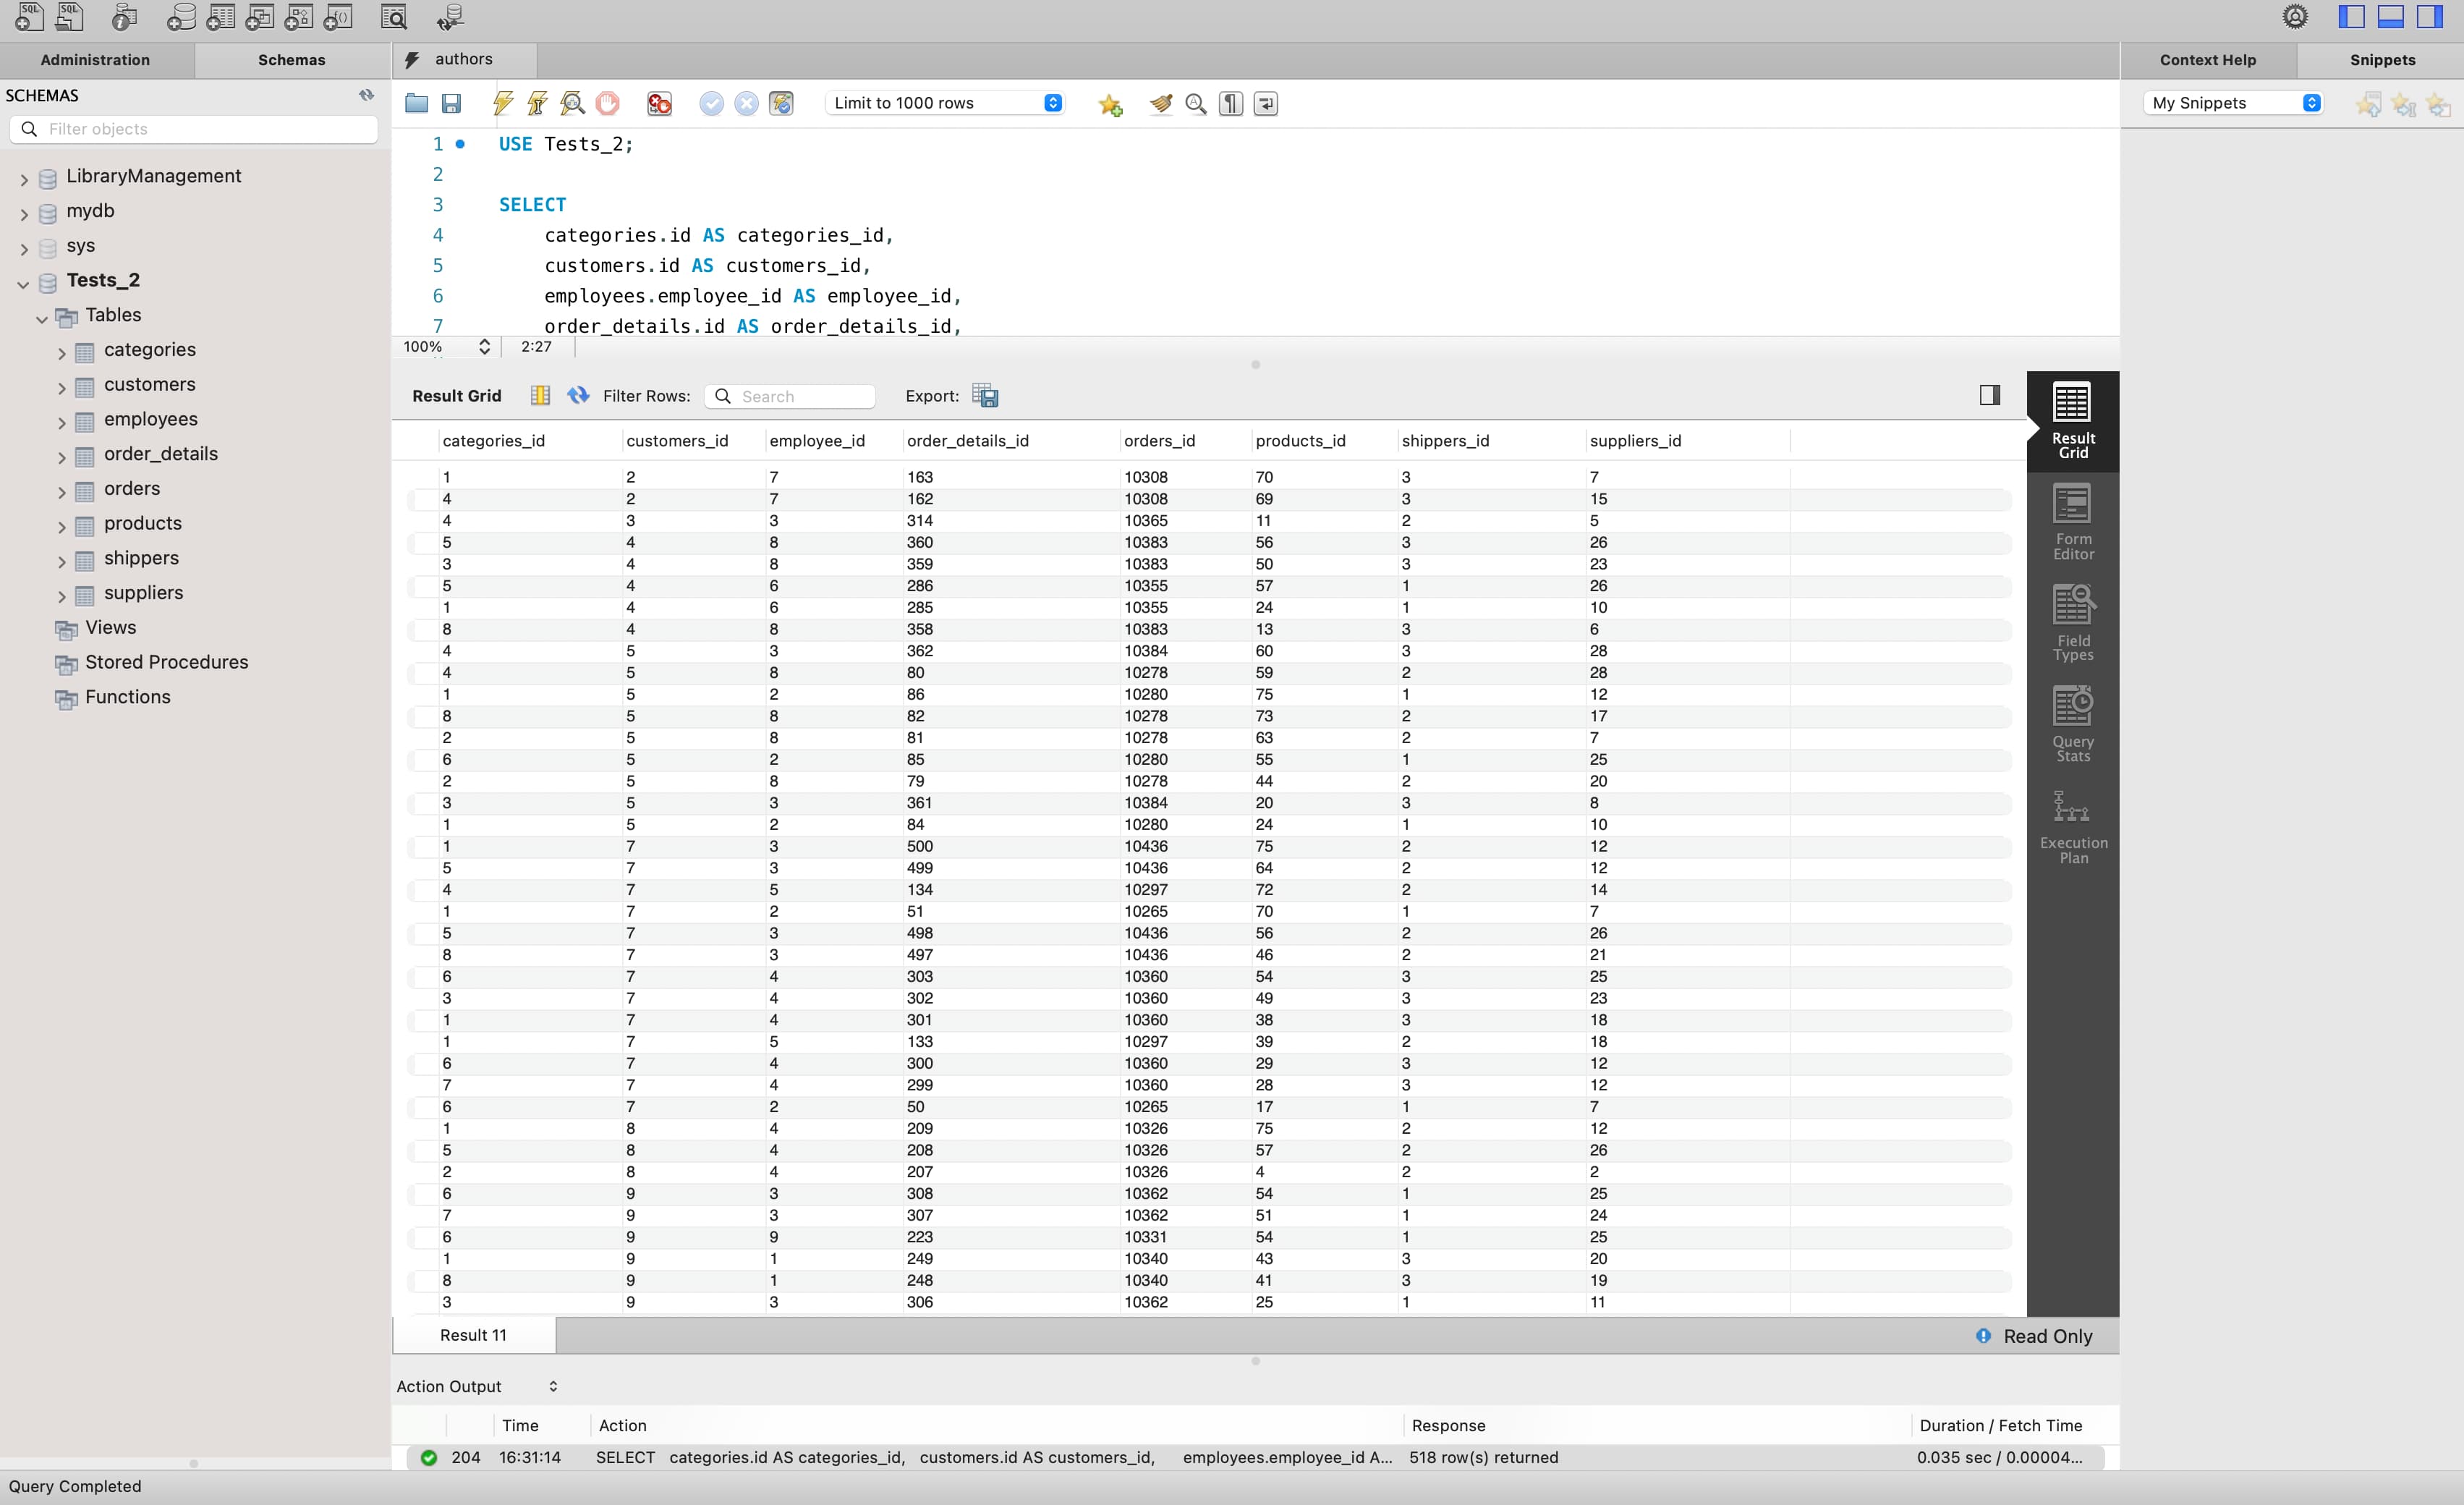 SQL SQL
Administration Schemas authors Context Help Snippets
SCHEMAS
Filter objects
Limit to 1000 rows
My Snippets
LibraryManagement
mydb
sys
Tests_2
Tables
categories
customers
employees
order_details
orders
products
shippers
suppliers
Views
Stored Procedures
Functions
1 USE Tests_2;
2
3 SELECT
4 categories.id AS categories_id,
5 customers.id AS customers_id,
6 employees.employee_id AS employee_id,
7 order_details.id AS order_details_id,
100% 2:27
Result Grid Filter Rows: Search Export:
categories_id customers_id employee_id order_details_id orders_id products_id shippers_id suppliers_id
1 2 7 163 10308 70 3 7
4 2 7 162 10308 69 3 15
4 3 3 314 10365 11 2 5
5 4 8 360 10383 56 3 26
3 4 8 359 10383 50 3 23
5 4 6 286 10355 57 1 26
1 4 6 285 10355 24 1 10
8 4 8 358 10383 13 3 6
4 5 3 362 10384 60 3 28
4 5 8 80 10278 59 2 28
1 5 2 86 10280 75 1 12
8 5 8 82 10278 73 2 17
2 5 8 81 10278 63 2 7
6 5 2 85 10280 55 1 25
2 5 8 79 10278 44 2 20
3 5 3 361 10384 20 3 8
1 5 2 84 10280 24 1 10
1 7 3 500 10436 75 2 12
5 7 3 499 10436 64 2 12
4 7 5 134 10297 72 2 14
1 7 2 51 10265 70 1 7
5 7 3 498 10436 56 2 26
8 7 3 497 10436 46 2 21
6 7 4 303 10360 54 3 25
3 7 4 302 10360 49 3 23
1 7 4 301 10360 38 3 18
1 7 5 133 10297 39 2 18
6 7 4 300 10360 29 3 12
7 7 4 299 10360 28 3 12
6 7 2 50 10265 17 1 7
1 8 4 209 10326 75 2 12
5 8 4 208 10326 57 2 26
2 8 4 207 10326 4 2 2
6 9 3 308 10362 54 1 25
7 9 3 307 10362 51 1 24
6 9 9 223 10331 54 1 25
1 9 1 249 10340 43 3 20
8 9 1 248 10340 41 3 19
3 9 3 306 10362 25 1 11
Result
Grid
Form
Editor
Field
Types
Query
Stats
Execution
Plan
Result 11 Read Only
Action Output
Time Action Response Duration / Fetch Time
204 16:31:14 SELECT categories.id AS categories_id, customers.id AS customers_id, employees.employee_id A... 518 row(s) returned 0.035 sec / 0.00004...
Query Completed